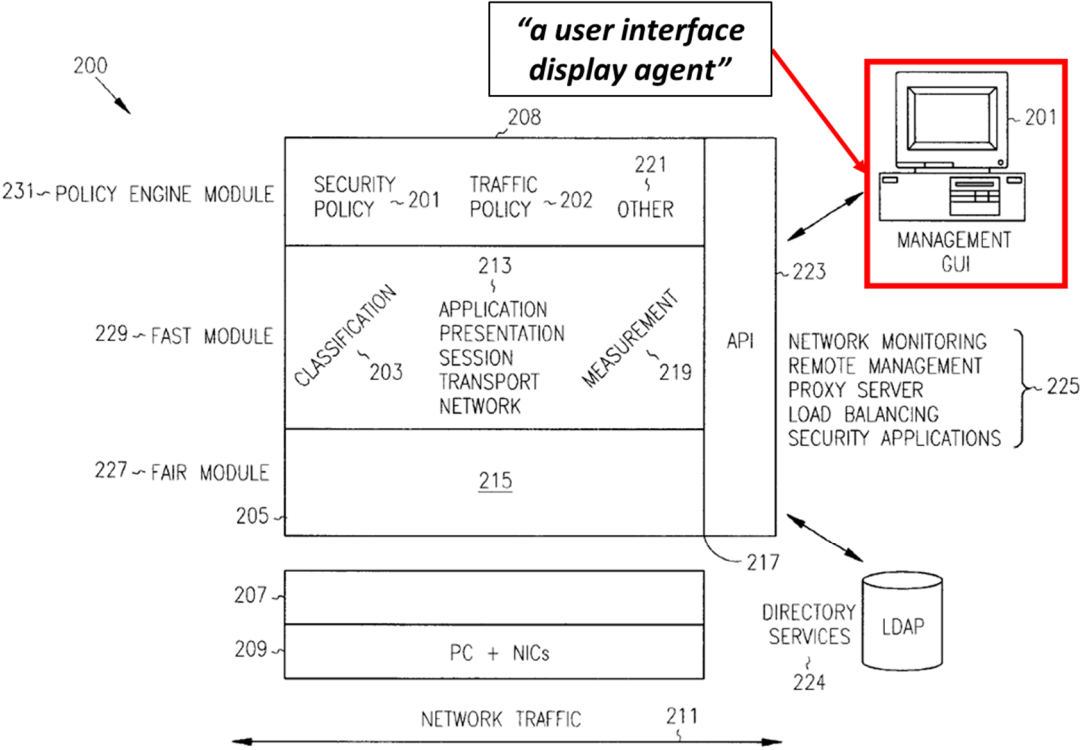 “a user interface
display agent”
200
208
201
231 POLICY ENGINE MODULE
SECURITY
POLICY 201
TRAFFIC
POLICY 202
221
OTHER
MANAGEMENT
GUI
223
229 FAST MODULE
CLASSIFICATION
203
213
APPLICATION
PRESENTATION
SESSION
TRANSPORT
NETWORK
MEASUREMENT
219
API
NETWORK MONITORING
REMOTE MANAGEMENT
PROXY SERVER
LOAD BALANCING
SECURITY APPLICATIONS
225
227 FAIR MODULE
215
205
217
207
209
PC + NICs
DIRECTORY
SERVICES
224
LDAP
NETWORK TRAFFIC
211